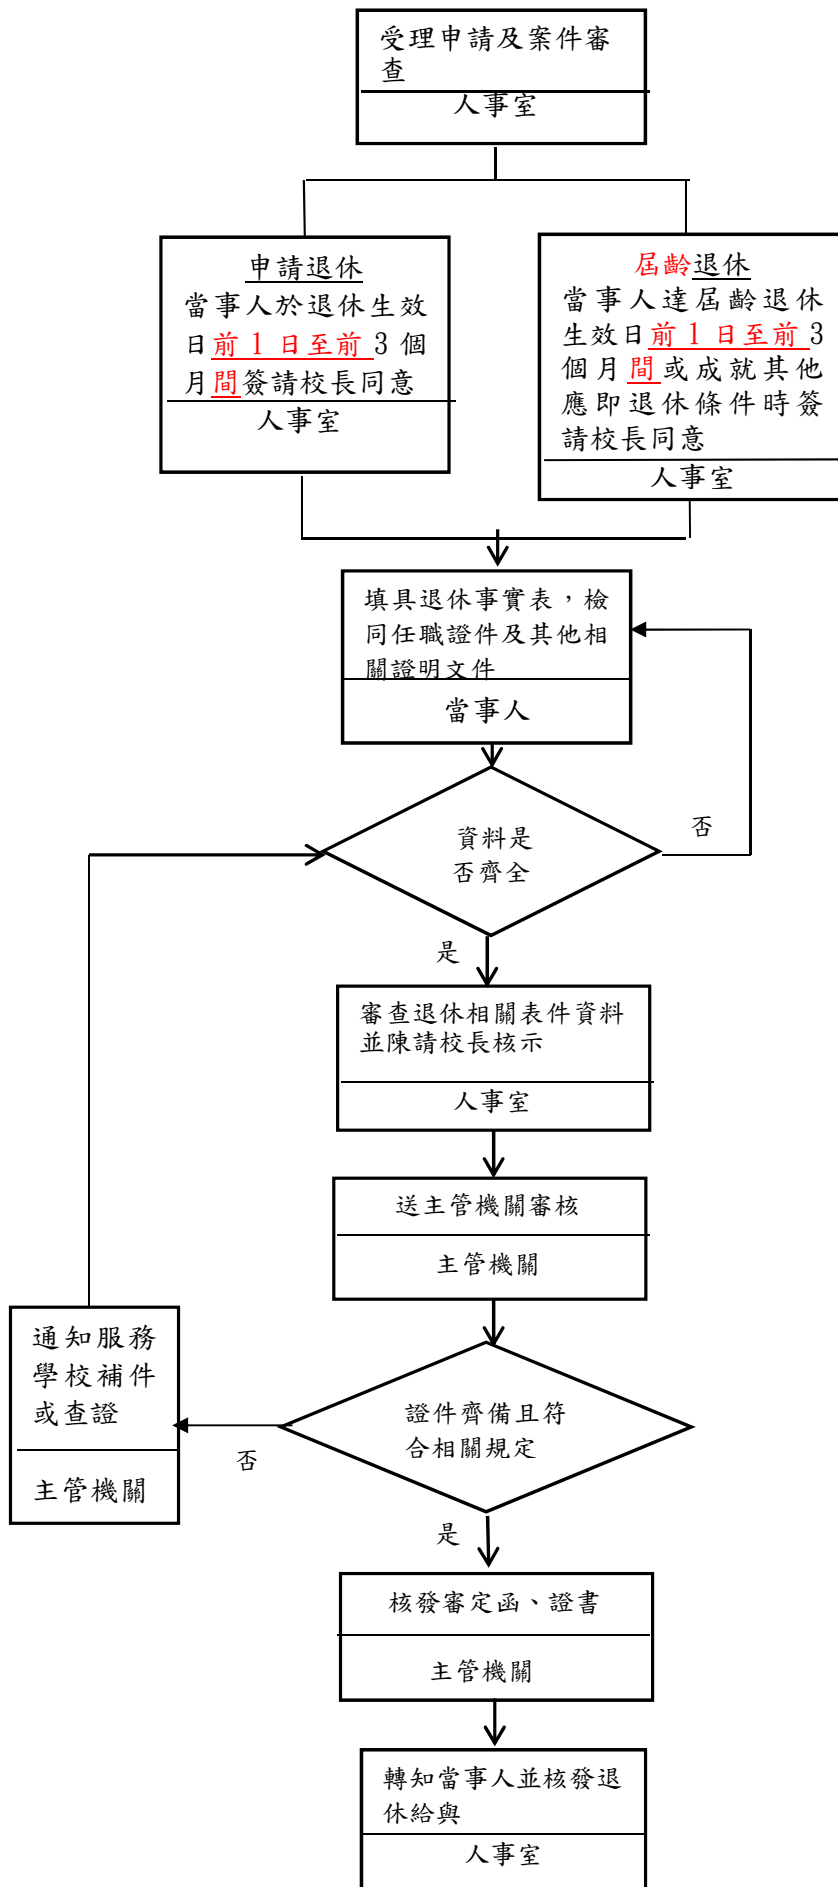 受理申請及案件審
查
人事室
申請退休
當事人於退休生效
日前 1 日至前 3 個
月間簽請校長同意
人事室
屆齡退休
當事人達屆齡退休
生效日前 1 日至前 3
個月間或成就其他
應即退休條件時簽
請校長同意
人事室
填具退休事實表，檢
同任職證件及其他相
關證明文件
當事人
資料是
否齊全
否
是
審查退休相關表件資料
並陳請校長核示
人事室
送主管機關審核
主管機關
通知服務
學校補件
或查證
主管機關
證件齊備且符
合相關規定
否
是
核發審定函、證書
主管機關
轉知當事人並核發退
休給與
人事室